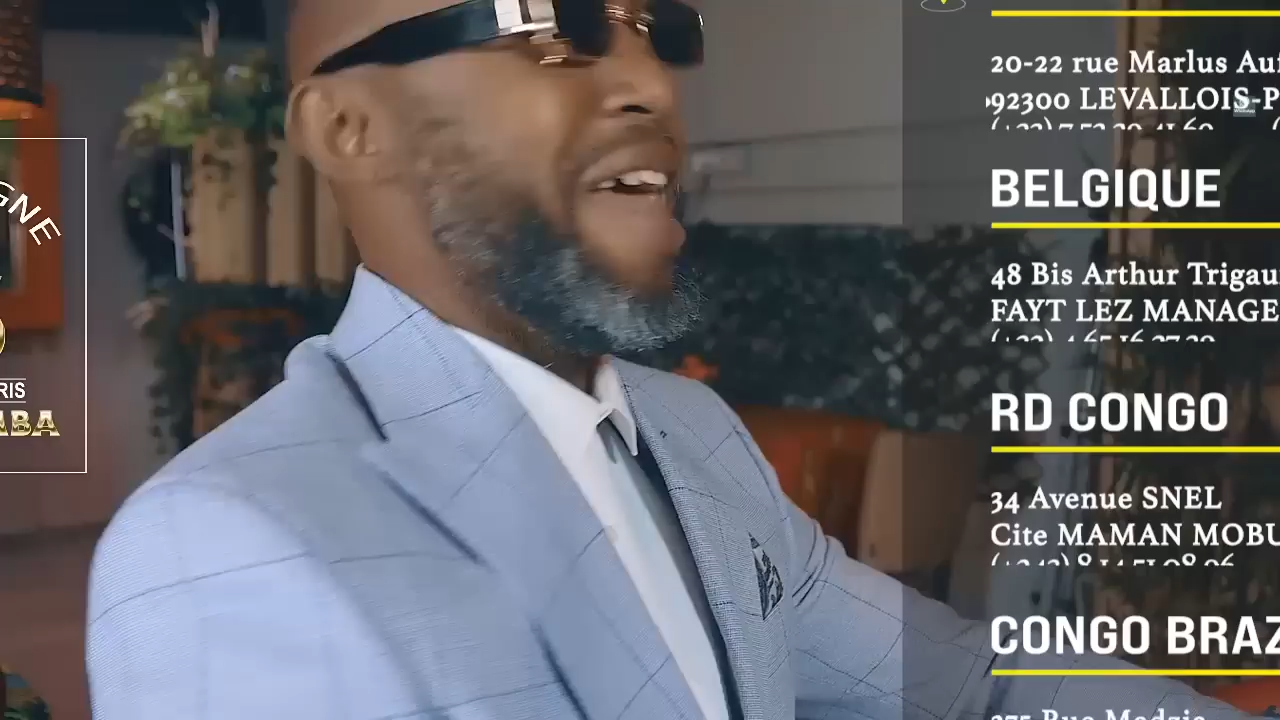 GNE
RIS
ABA
20-22 rue Marlus Au
92300 LEVALLOIS-P
BELGIQUE
48 Bis Arthur Trigau
FAYT LEZ MANAGE
RD CONGO
34 Avenue SNEL
Cite MAMAN MOBU
CONGO BRAZ